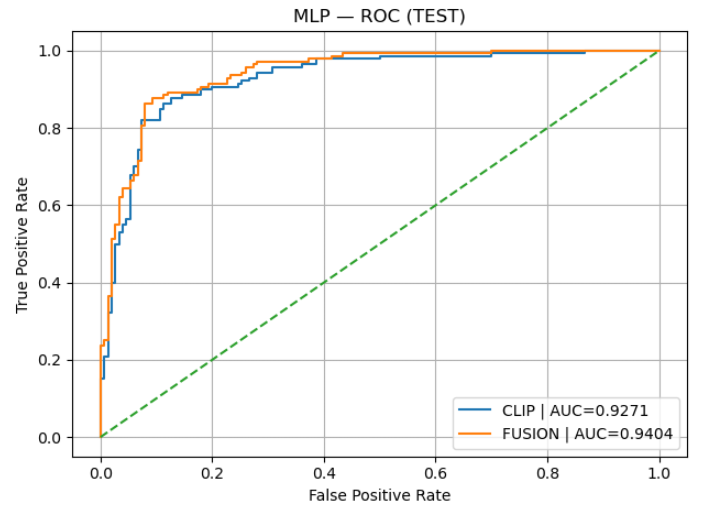 MLP — ROC (TEST)
True Positive Rate
1.0
0.8
0.6
0.4
0.2
0.0
CLIP | AUC=0.9271
FUSION | AUC=0.9404
0.0 0.2 0.4 0.6 0.8 1.0
False Positive Rate